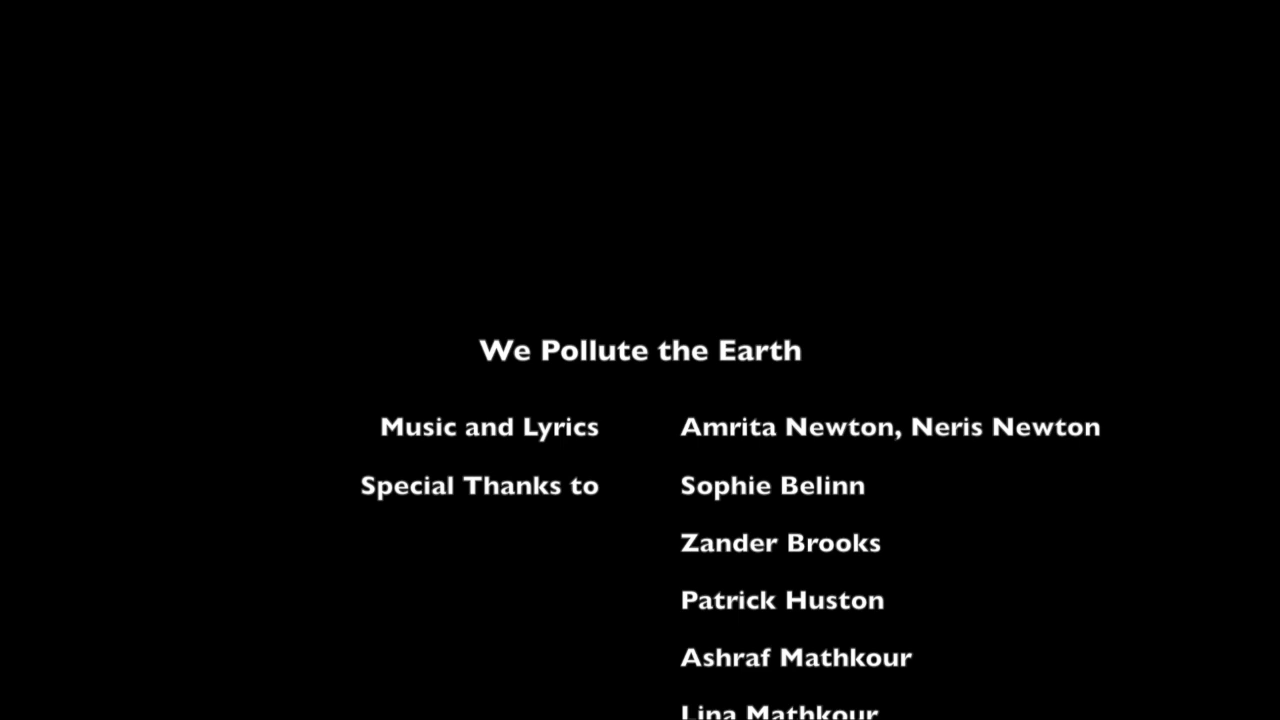 We Pollute the Earth
Music and Lyrics Amrita Newton, Neris Newton
Special Thanks to Sophie Belinn
Zander Brooks
Patrick Huston
Ashraf Mathkour
Lina Mathkour